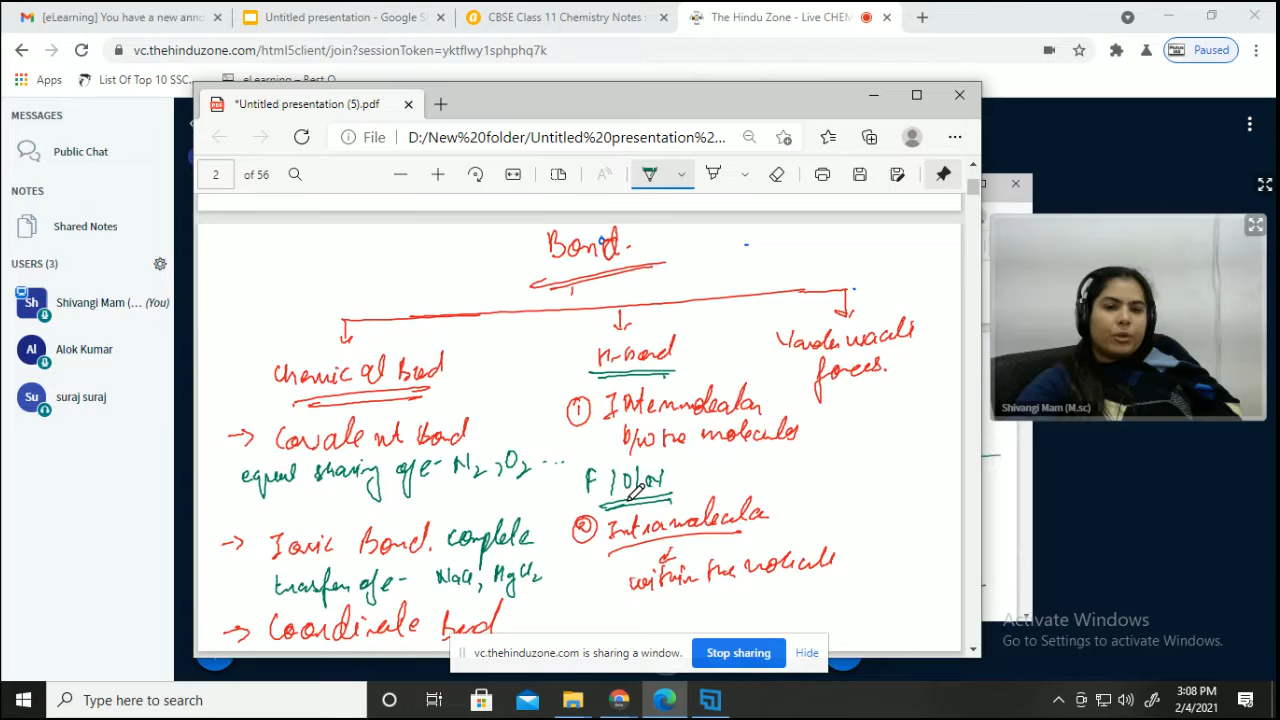 [eLearning] You have a new anno
Untitled presentation - Google S
CBSE Class 11 Chemistry Notes :
The Hindu Zone - Live CHEM
vc.thehinduzone.com/html5client/join?sessionToken=yktflwy1sphphq7k
Paused
Apps
List Of Top 10 SSC...
eLearning – Best O
MESSAGES
Public Chat
NOTES
Shared Notes
USERS (3)
Sh
Shivangi Mam (... (You)
Al
Alok Kumar
Su
suraj suraj
*Untitled presentation (5).pdf
File
D:/New%20folder/Untitled%20presentation%2...
2
of 56
Bond.
Chemical Bond
H-Bond
Vander waals
forces.
→ Covalent Bond
equal sharing of e- N2, O2 ...
→ Ionic Bond. complete
transfer of e- NaCl, MgCl2
→ Coordinate Bond
① Intermolecular
b/w the molecules
F/O/N
② Intramolecular
within the molecule
Shivangi Mam (M.sc)
Activate Windows
Go to Settings to activate Windows.
vc.thehinduzone.com is sharing a window.
Stop sharing
Hide
Type here to search
3:08 PM
2/4/2021